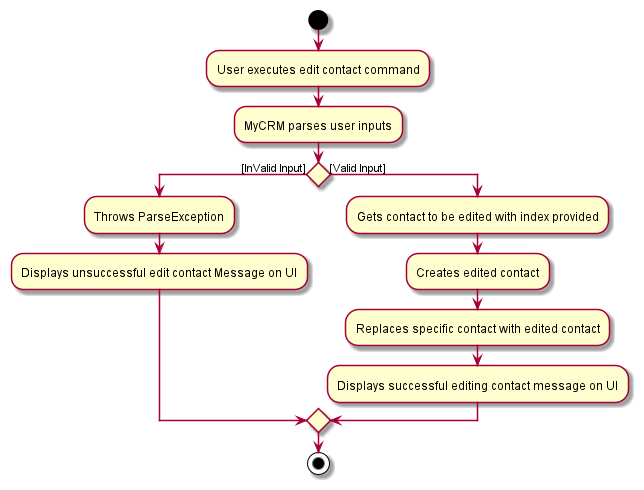 User executes edit contact command
MyCRM parses user inputs
[InValid Input]
[Valid Input]
Throws ParseException
Displays unsuccessful edit contact Message on UI
Gets contact to be edited with index provided
Creates edited contact
Replaces specific contact with edited contact
Displays successful editing contact message on UI